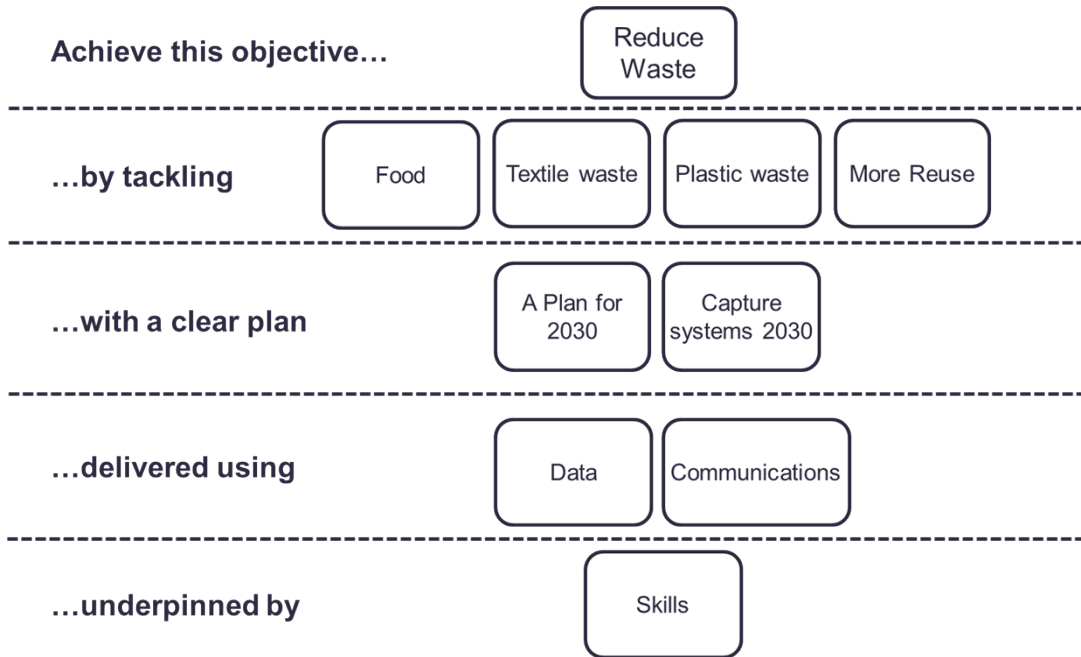 Achieve this objective…
Reduce
Waste
…by tackling
Food
Textile waste
Plastic waste
More Reuse
…with a clear plan
A Plan for
2030
Capture
systems 2030
…delivered using
Data
Communications
…underpinned by
Skills